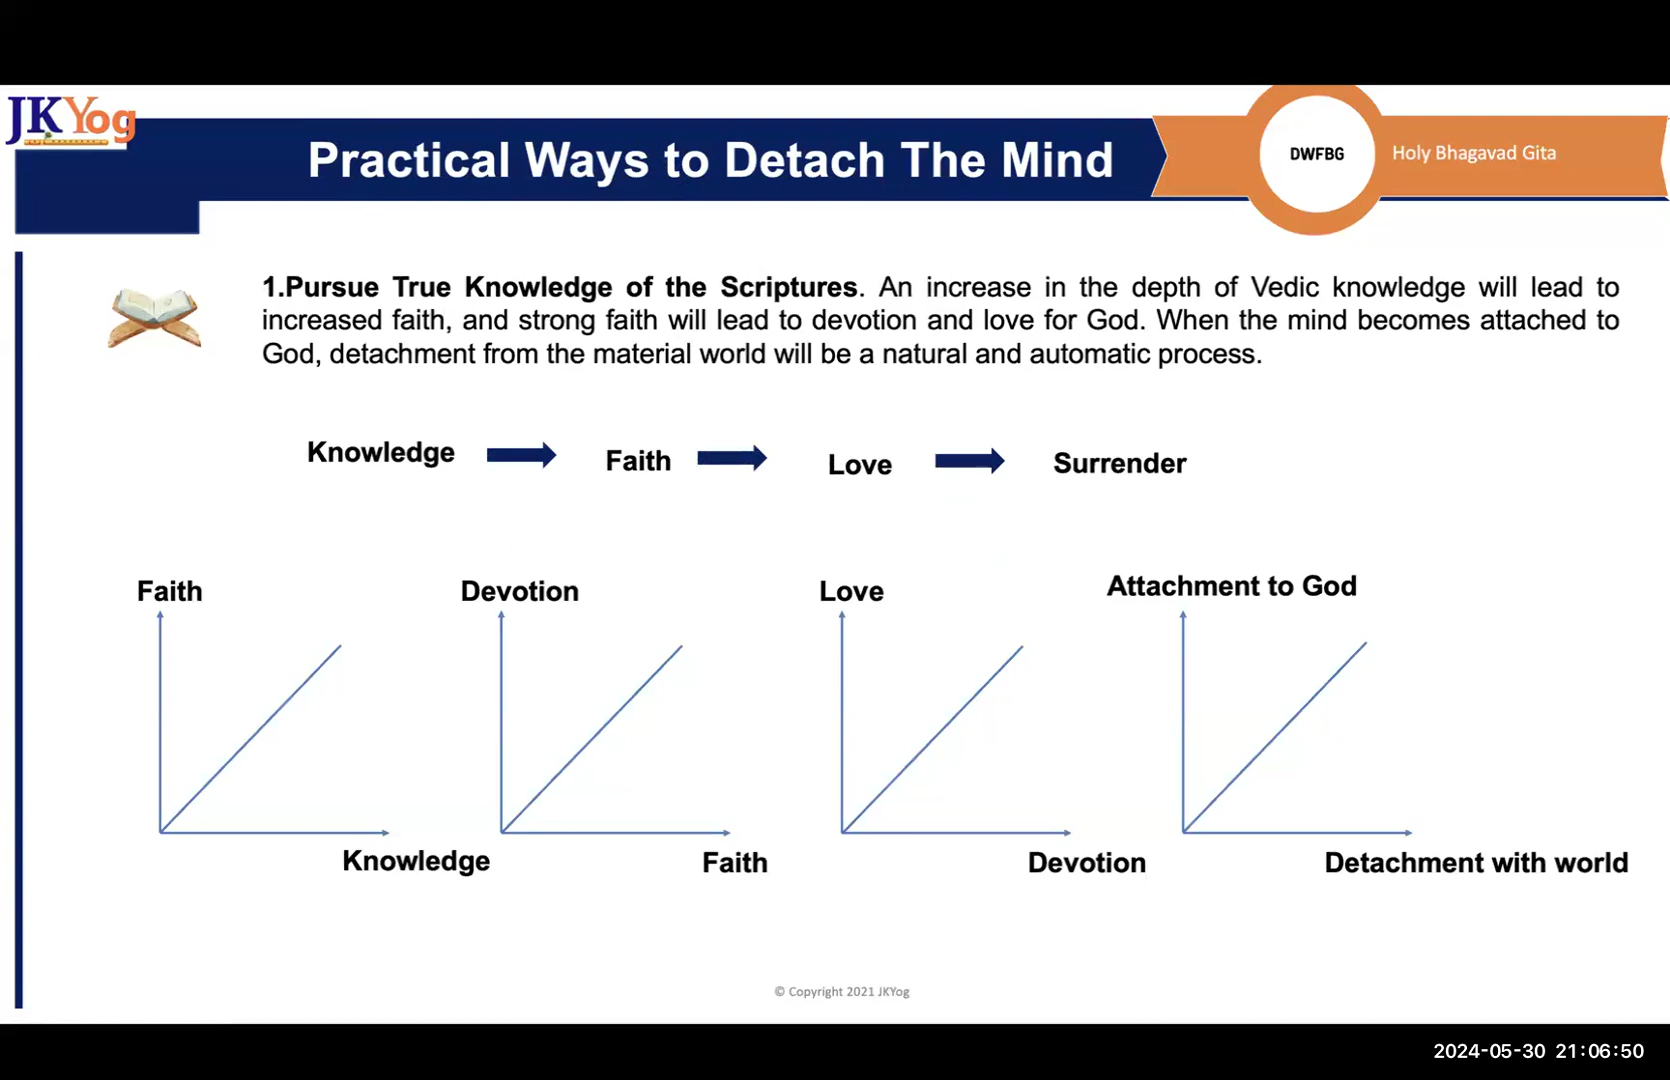 JKYog
Practical Ways to Detach The Mind
DWFBG
Holy Bhagavad Gita
1.Pursue True Knowledge of the Scriptures. An increase in the depth of Vedic knowledge will lead to
increased faith, and strong faith will lead to devotion and love for God. When the mind becomes attached to
God, detachment from the material world will be a natural and automatic process.
Knowledge Faith Love Surrender
Faith Devotion Love Attachment to God
Knowledge Faith Devotion Detachment with world
© Copyright 2021 JKYog
2024-05-30 21:06:50